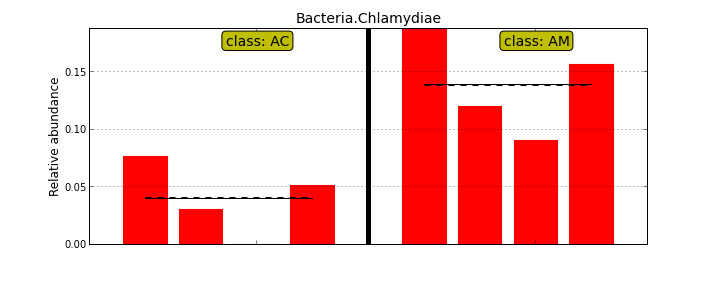 Bacteria.Chlamydiae
class: AC
class: AM
Relative abundance
0.15
0.10
0.05
0.00